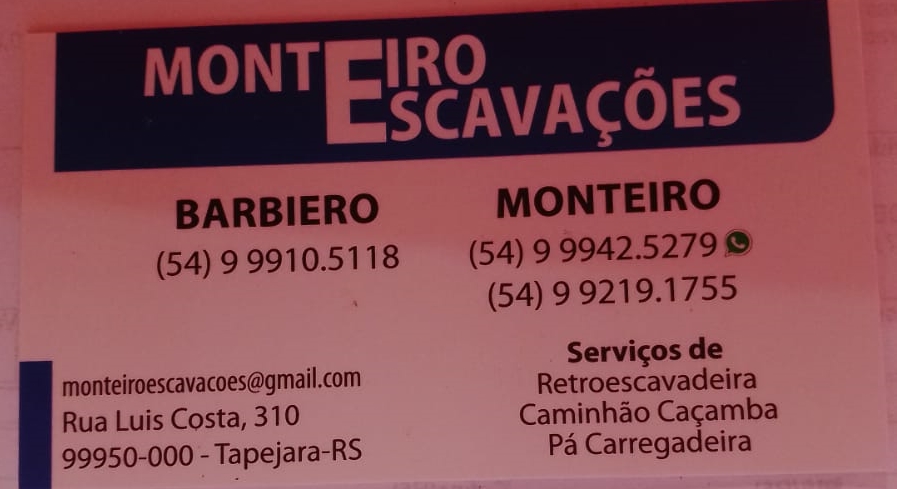 MONTEIRO
ESCAVAÇÕES
BARBIERO
(54) 9 9910.5118
MONTEIRO
(54) 9 9942.5279
(54) 9 9219.1755
monteiroescavacoes@gmail.com
Rua Luis Costa, 310
99950-000 - Tapejara-RS
Serviços de
Retroescavadeira
Caminhão Caçamba
Pá Carregadeira